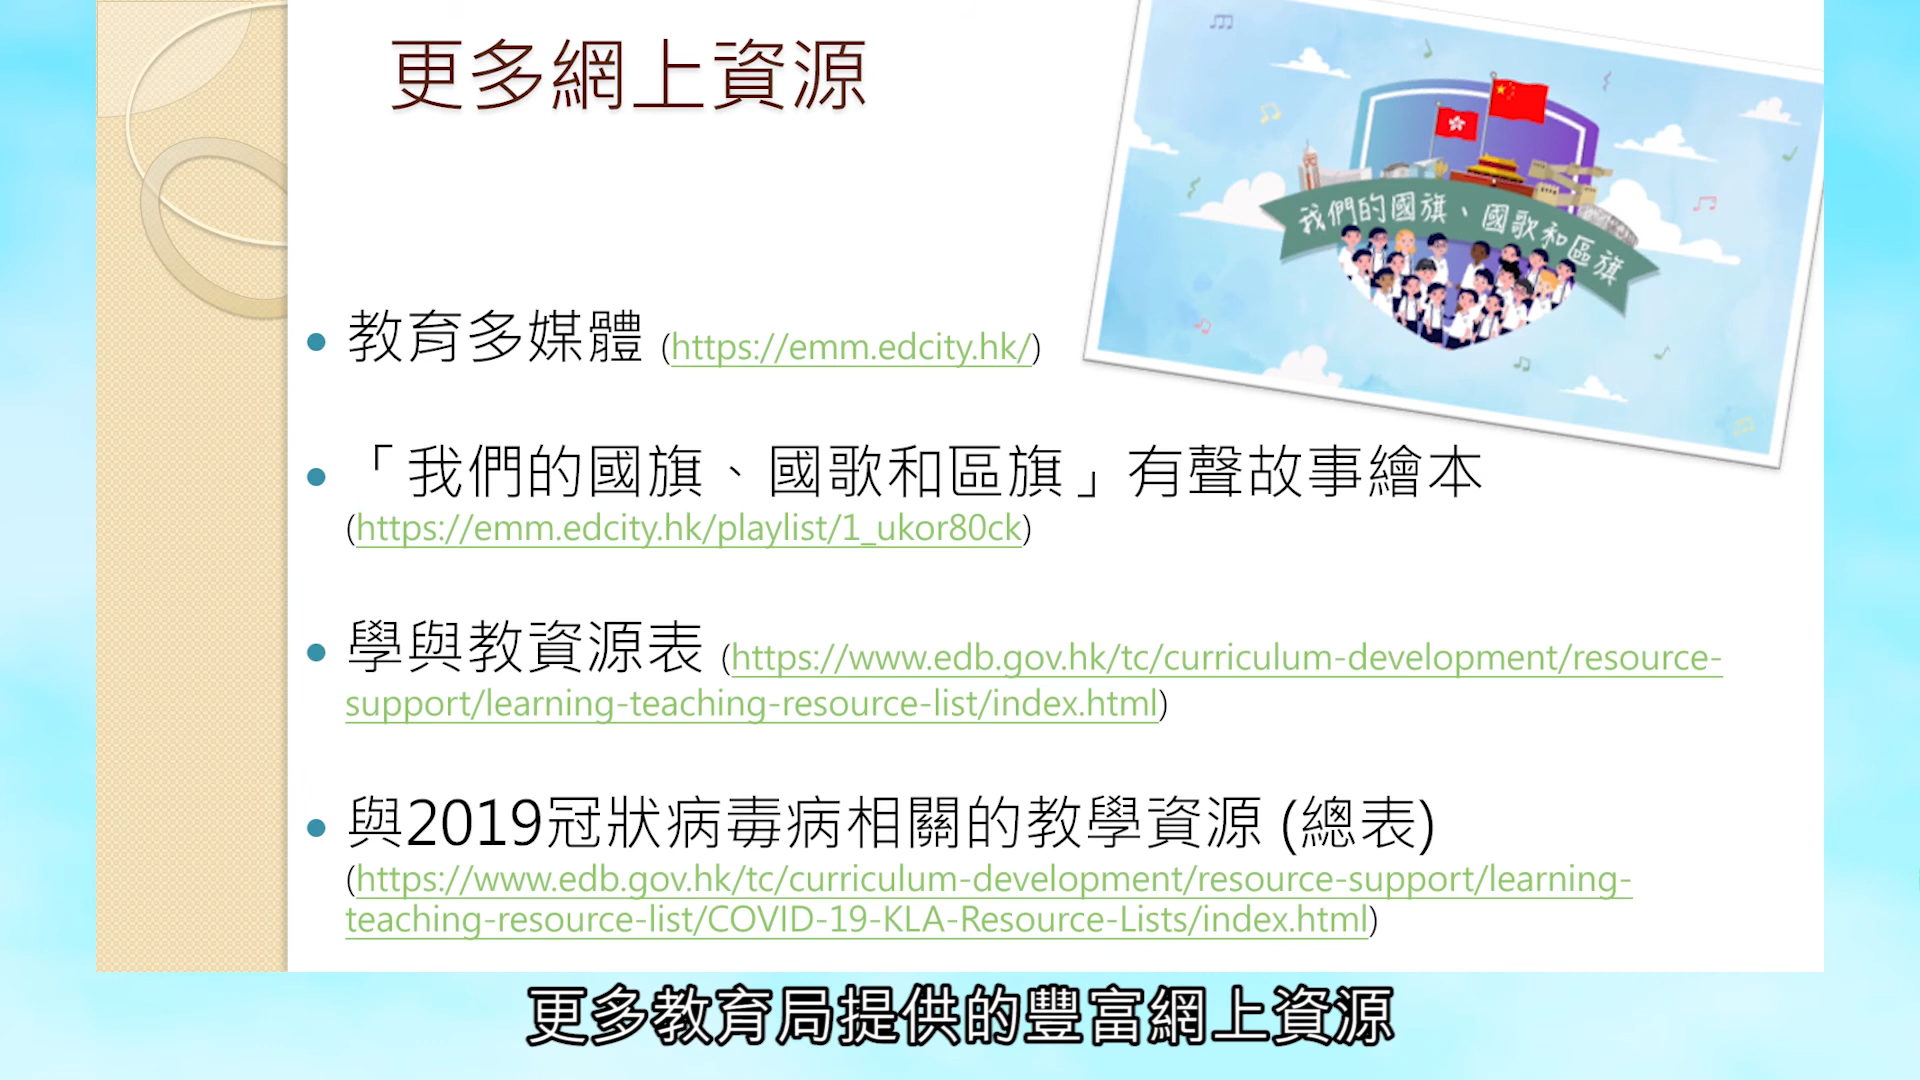 更多網上資源
我們的國旗、國歌和區旗
教育多媒體 (https://emm.edcity.hk/)
「我們的國旗、國歌和區旗」有聲故事繪本
(https://emm.edcity.hk/playlist/1_ukor80ck)
學與教資源表 (https://www.edb.gov.hk/tc/curriculum-development/resource-
support/learning-teaching-resource-list/index.html)
與2019冠狀病毒病相關的教學資源 (總表)
(https://www.edb.gov.hk/tc/curriculum-development/resource-support/learning-
teaching-resource-list/COVID-19-KLA-Resource-Lists/index.html)
更多教育局提供的豐富網上資源